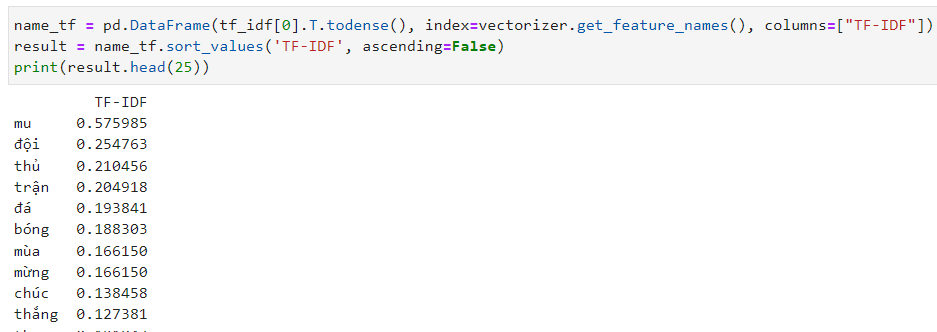 name_tf = pd.DataFrame(tf_idf[0].T.todense(), index=vectorizer.get_feature_names(), columns=["TF-IDF"])
result = name_tf.sort_values('TF-IDF', ascending=False)
print(result.head(25))
TF-IDF
mu 0.575985
đội 0.254763
thủ 0.210456
trận 0.204918
đá 0.193841
bóng 0.188303
mùa 0.166150
mừng 0.166150
chúc 0.138458
thắng 0.127381